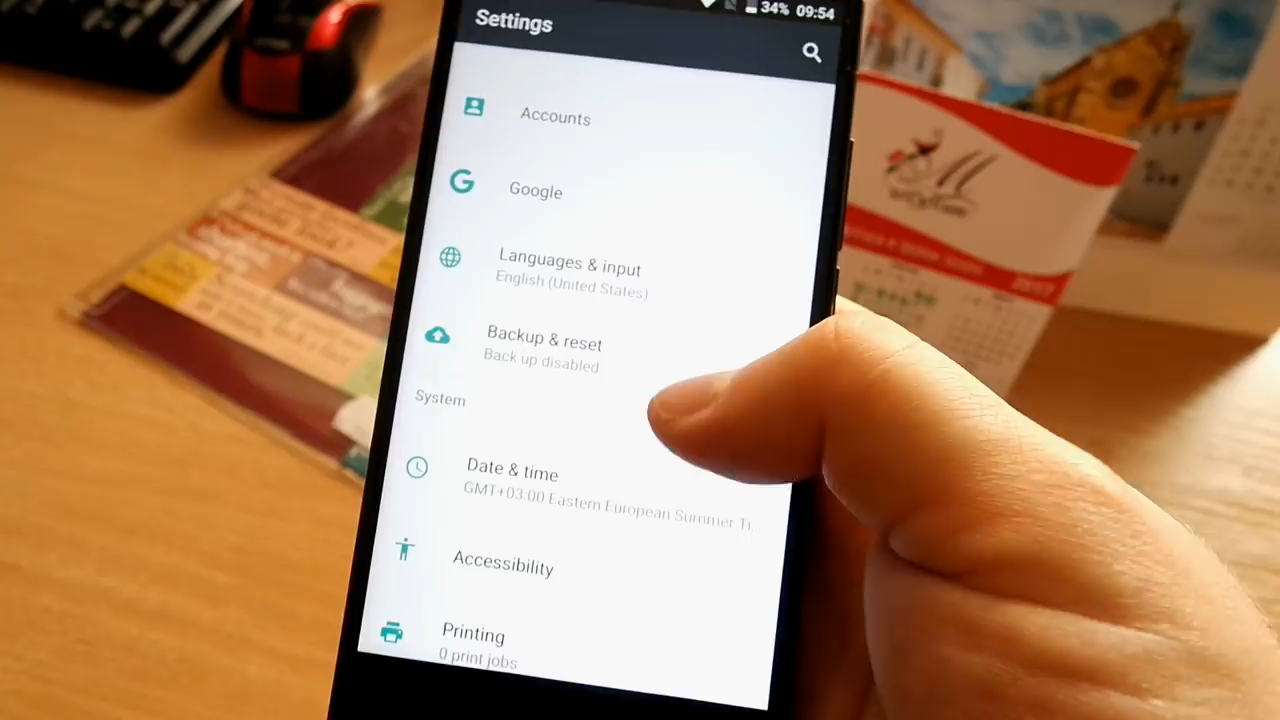 34% 09:54
Settings
Accounts
Google
Languages & input
English (United States)
Backup & reset
Back up disabled
System
Date & time
GMT+03:00 Eastern European Summer Ti...
Accessibility
Printing
0 print jobs
2017